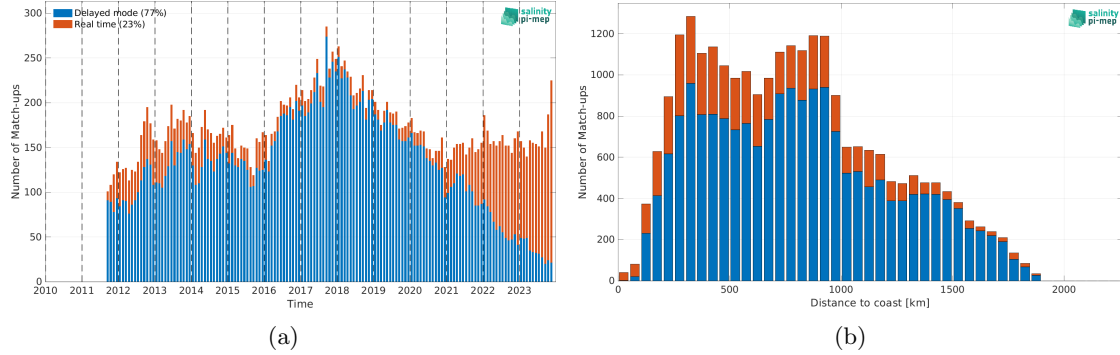 Delayed mode (77%)
Real time (23%)
salinity
pi-mep
300
250
200
150
100
50
0
Number of Match-ups
2010 2011 2012 2013 2014 2015 2016 2017 2018 2019 2020 2021 2022 2023
Time
(a)
salinity
pi-mep
1200
1000
800
600
400
200
0
Number of Match-ups
0 500 1000 1500 2000
Distance to coast [km]
(b)